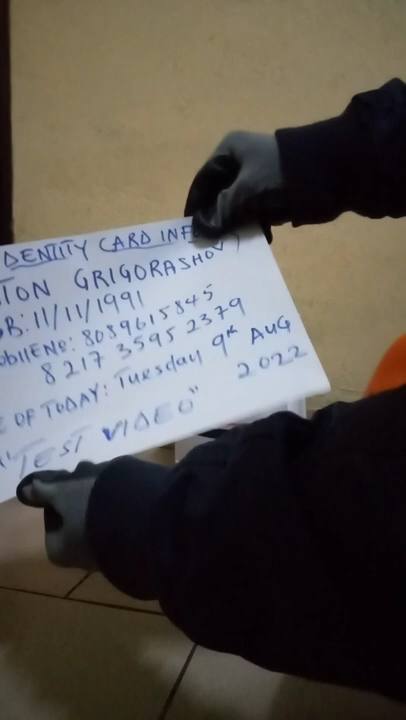 DENTITY CARD INF
TON GRIGORASHOV
B: 11/11/1991
OBILENO: 8089615845
8217 3595 2379
E OF TODAY: Tuesday 9th AUG
2022
"TEST VIDEO"